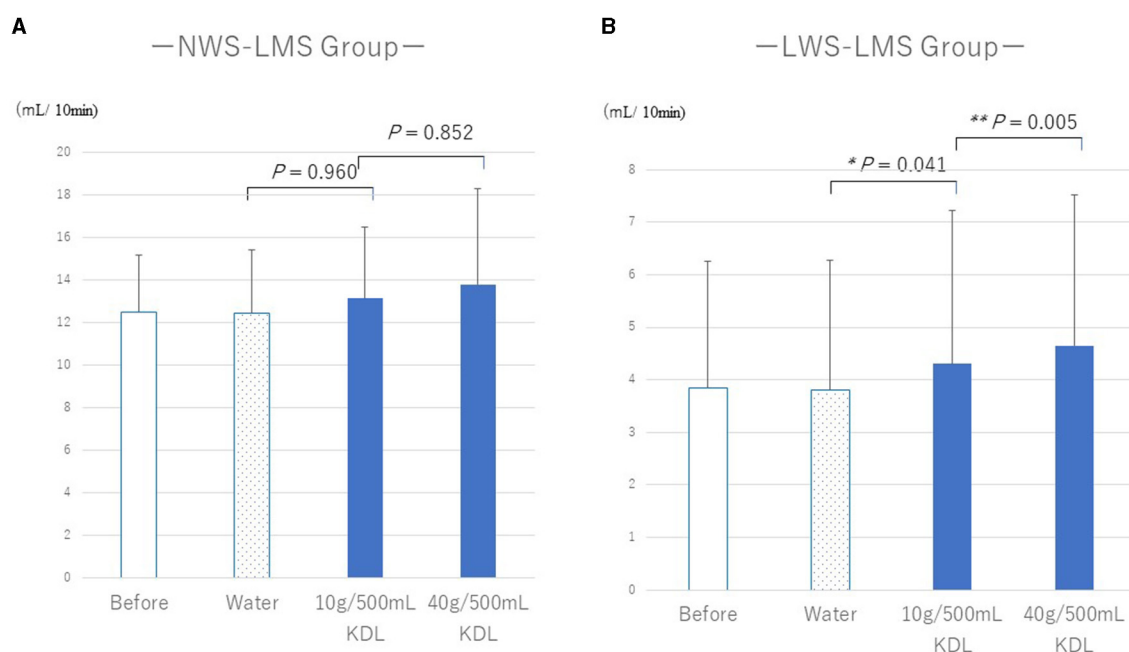 A
—NWS-LMS Group—
(mL/ 10min)
P = 0.852
P = 0.960
20
18
16
14
12
10
8
6
4
2
0
Before
Water
10g/500mL
KDL
40g/500mL
KDL
B
—LWS-LMS Group—
(mL/ 10min)
** P = 0.005
* P = 0.041
8
7
6
5
4
3
2
1
0
Before
Water
10g/500mL
KDL
40g/500mL
KDL